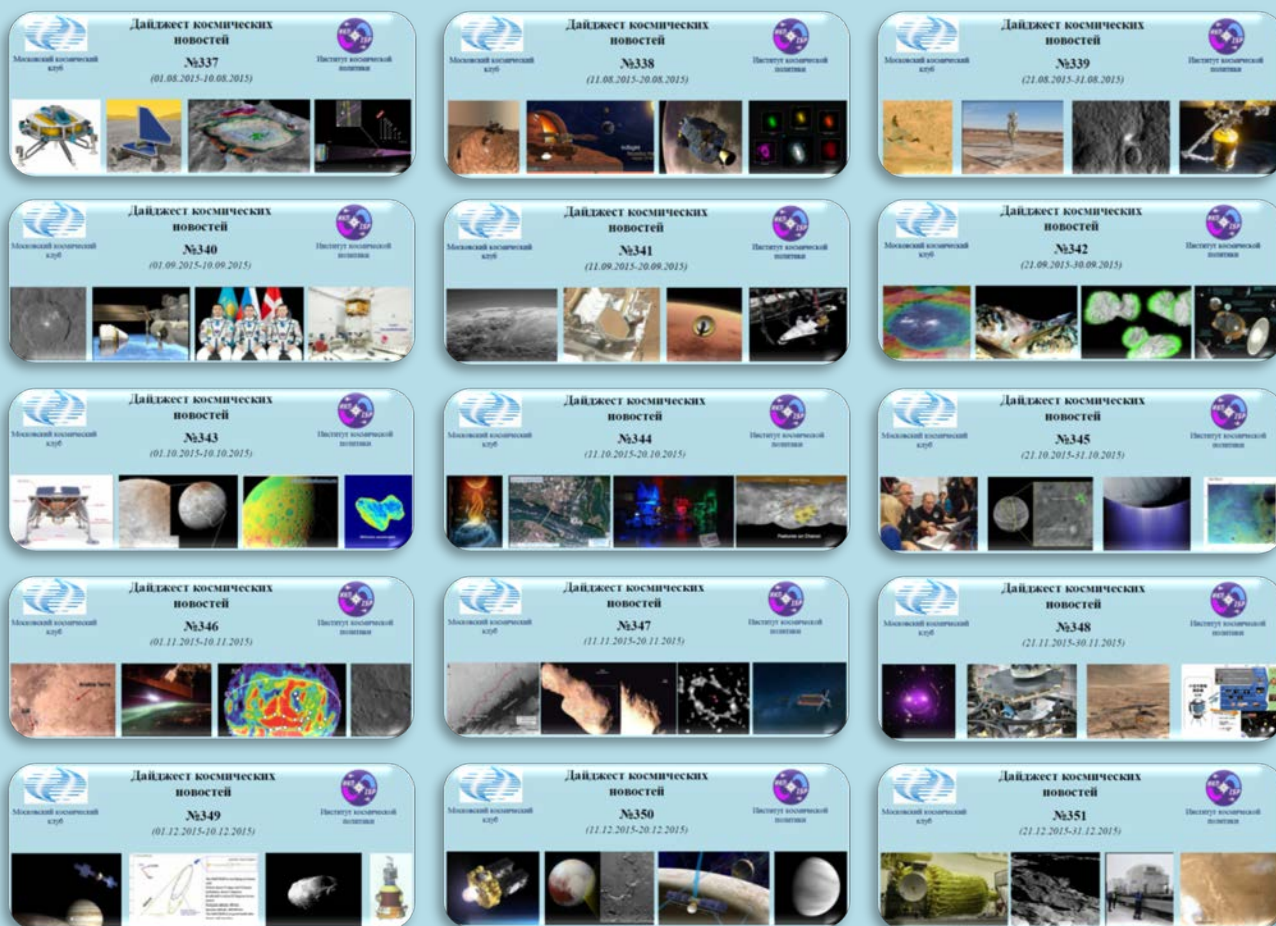 Дайджест космических
новостей
№337
(01.08.2015-10.08.2015)
Московский космический
клуб
Институт космической
политики
Дайджест космических
новостей
№338
(11.08.2015-20.08.2015)
Московский космический
клуб
Институт космической
политики
Дайджест космических
новостей
№339
(21.08.2015-31.08.2015)
Московский космический
клуб
Институт космической
политики
Дайджест космических
новостей
№340
(01.09.2015-10.09.2015)
Московский космический
клуб
Институт космической
политики
Дайджест космических
новостей
№341
(11.09.2015-20.09.2015)
Московский космический
клуб
Институт космической
политики
Дайджест космических
новостей
№342
(21.09.2015-30.09.2015)
Московский космический
клуб
Институт космической
политики
Дайджест космических
новостей
№343
(01.10.2015-10.10.2015)
Московский космический
клуб
Институт космической
политики
Дайджест космических
новостей
№344
(11.10.2015-20.10.2015)
Московский космический
клуб
Институт космической
политики
Features on Charon
Дайджест космических
новостей
№345
(21.10.2015-31.10.2015)
Московский космический
клуб
Институт космической
политики
Дайджест космических
новостей
№346
(01.11.2015-10.11.2015)
Московский космический
клуб
Институт космической
политики
Arabia Terra
Дайджест космических
новостей
№347
(11.11.2015-20.11.2015)
Московский космический
клуб
Институт космической
политики
Дайджест космических
новостей
№348
(21.11.2015-30.11.2015)
Московский космический
клуб
Институт космической
политики
Дайджест космических
новостей
№349
(01.12.2015-10.12.2015)
Московский космический
клуб
Институт космической
политики
Дайджест космических
новостей
№350
(11.12.2015-20.12.2015)
Московский космический
клуб
Институт космической
политики
Дайджест космических
новостей
№351
(21.12.2015-31.12.2015)
Московский космический
клуб
Институт космической
политики